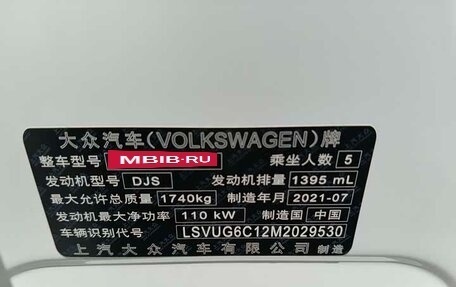 大众汽车(VOLKSWAGEN)牌
整车型号 MBIB-RU 乘坐人数 5
发动机型号 DJS 发动机排量 1395 mL
最大允许总质量 1740kg 制造年月 2021-07
发动机最大净功率 110 kW 制造国 中国
车辆识别代号 LSVUG6C12M2029530
上汽大众汽车有限公司 制造